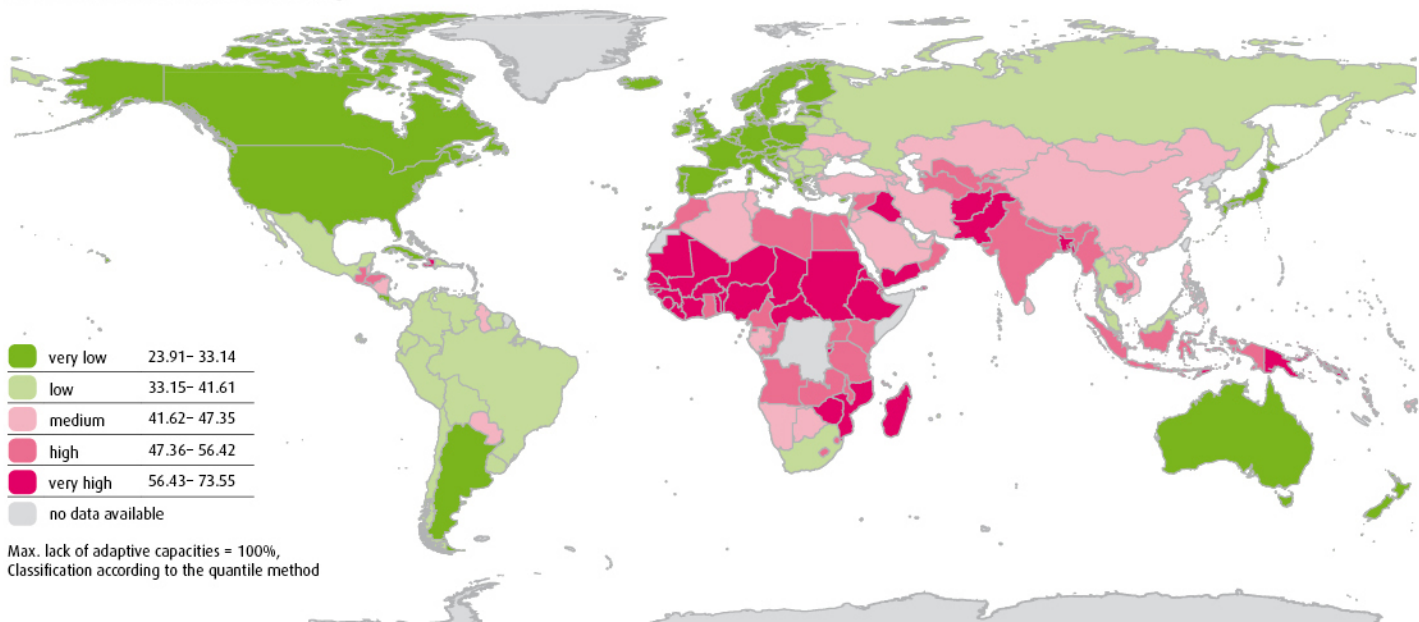 very low 23.91– 33.14
low 33.15– 41.61
medium 41.62– 47.35
high 47.36– 56.42
very high 56.43– 73.55
no data available
Max. lack of adaptive capacities = 100%,
Classification according to the quantile method